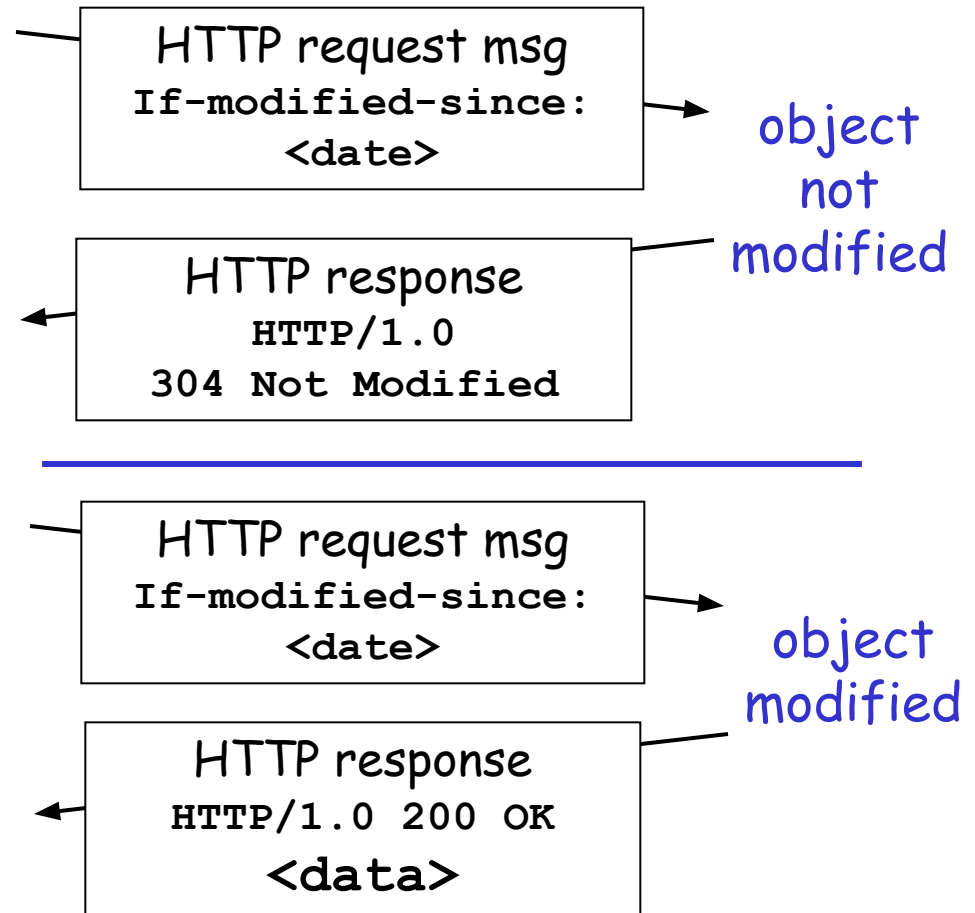 HTTP request msg
If-modified-since:
<date>
object
not
modified
HTTP response
HTTP/1.0
304 Not Modified
HTTP request msg
If-modified-since:
<date>
object
modified
HTTP response
HTTP/1.0 200 OK
<data>